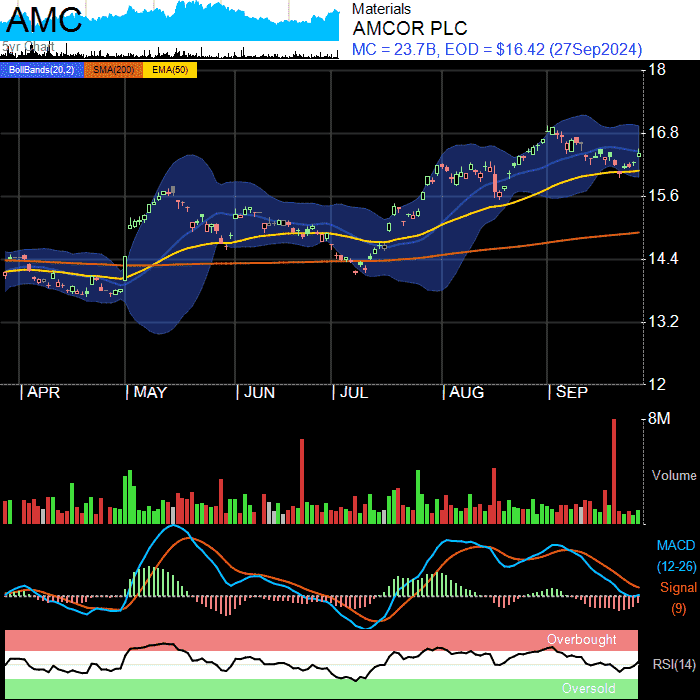 AMC
5yr Chart
Materials
AMCOR PLC
MC = 23.7B, EOD = $16.42 (27Sep2024)
BollBands(20,2) SMA(200) EMA(50)
18
16.8
15.6
14.4
13.2
12
| APR | MAY | JUN | JUL | AUG | SEP
8M
Volume
MACD
(12-26)
Signal
(9)
Overbought
RSI(14)
Oversold